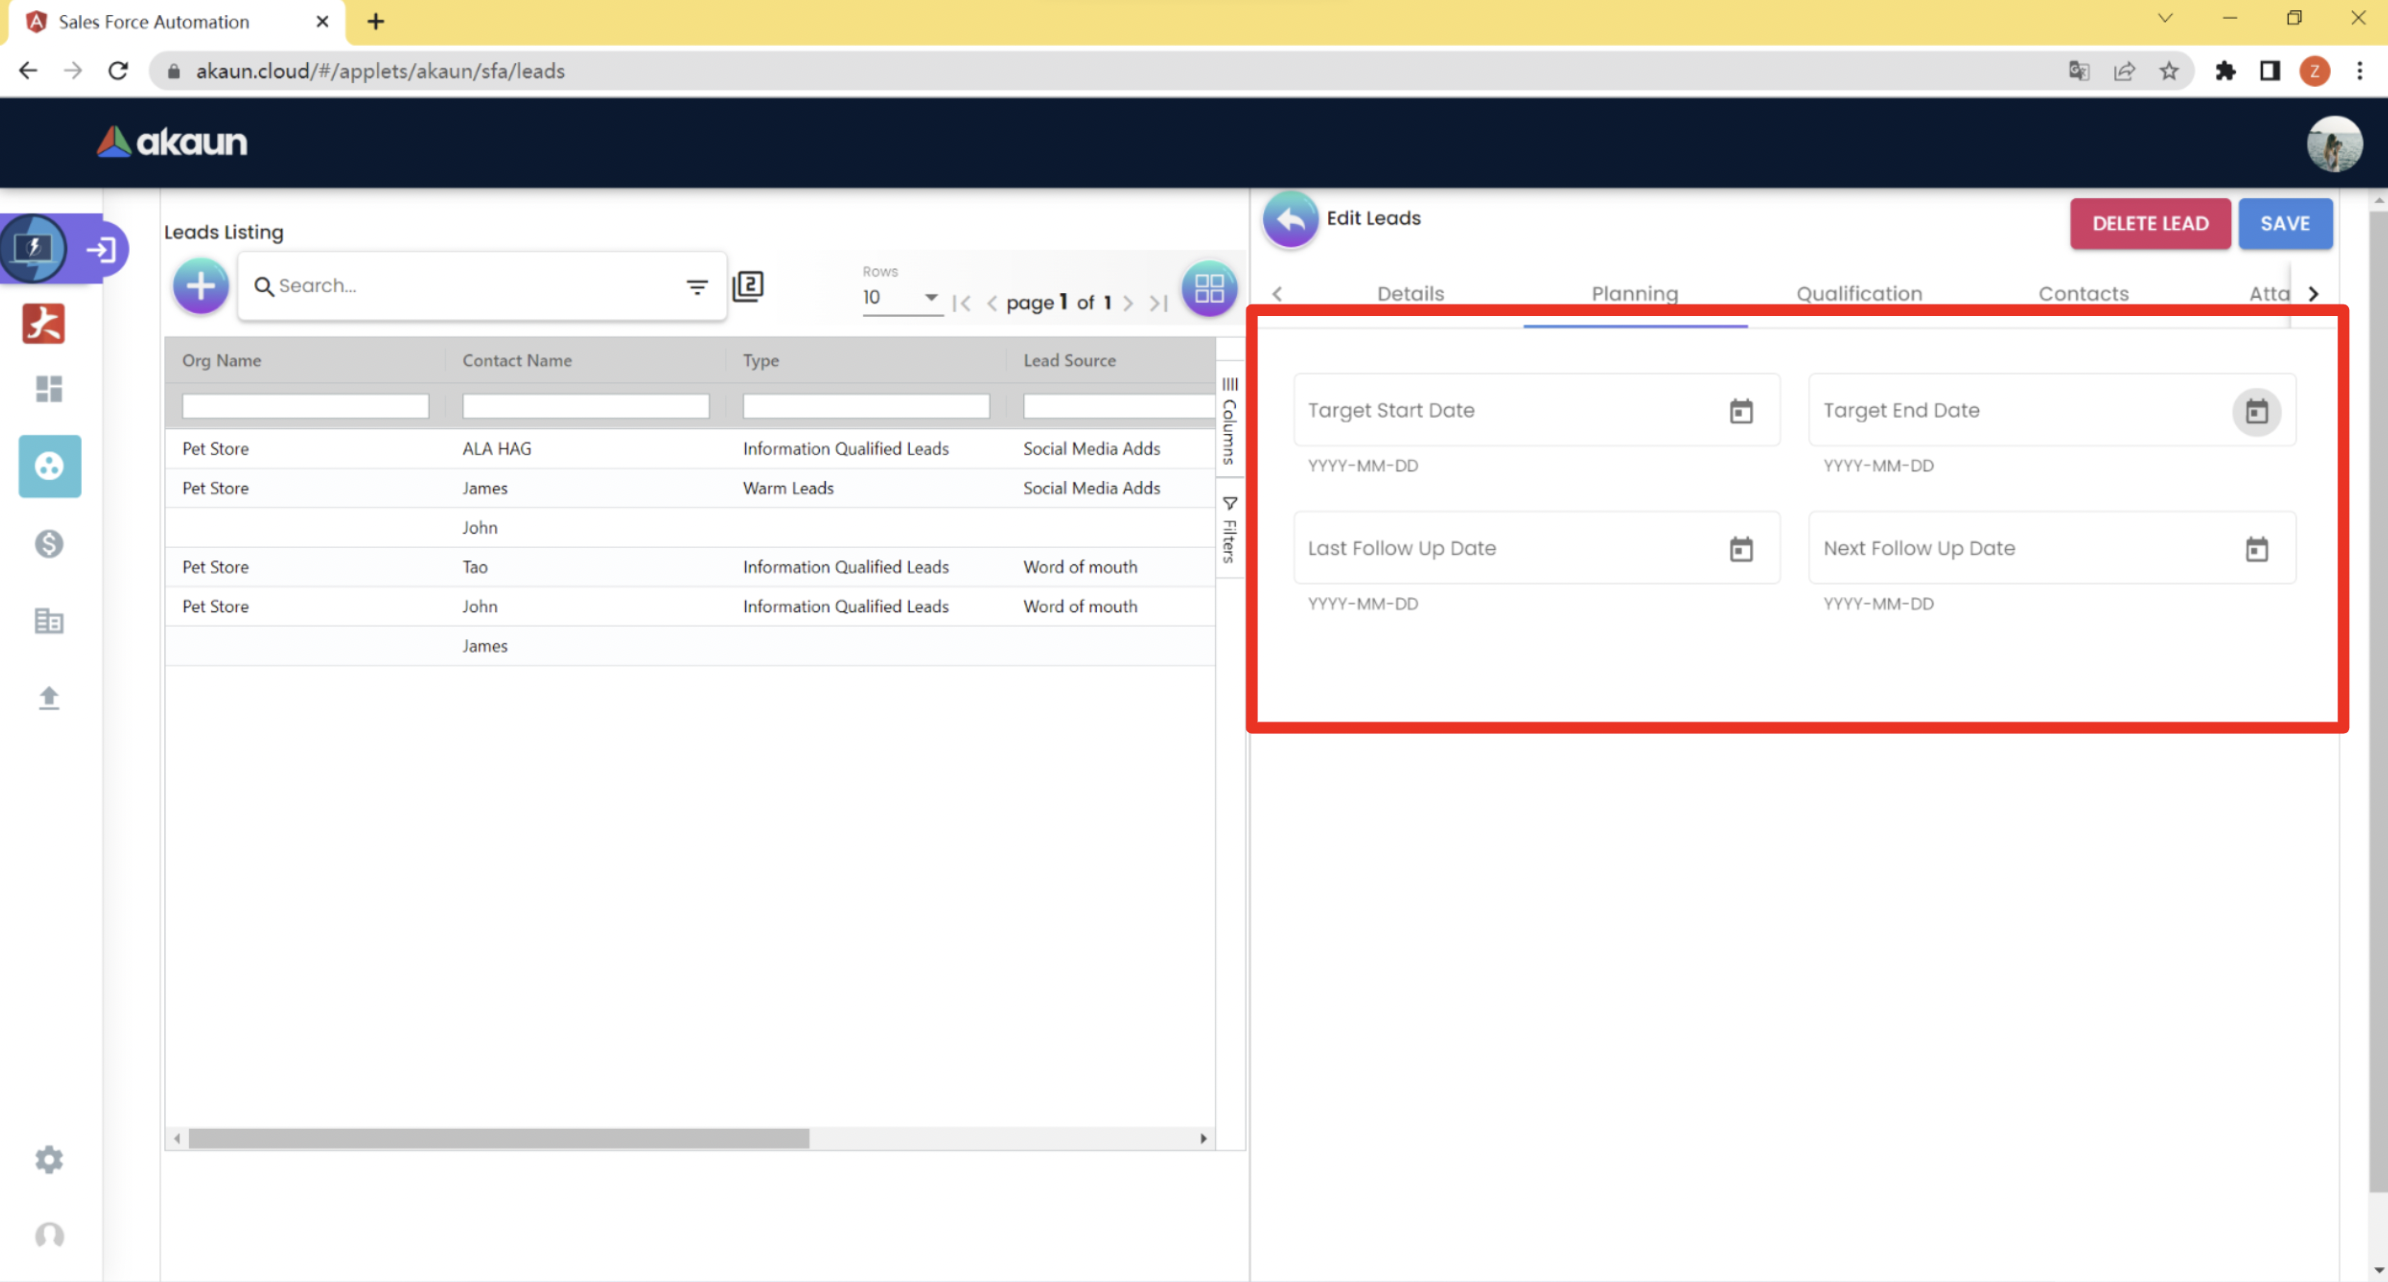 Sales Force Automation
akaun.cloud/#/applets/akaun/sfa/leads
Z
akaun
Leads Listing
Search...
2
Rows
10
page 1 of 1
Org Name Contact Name Type Lead Source
Pet Store ALA HAG Information Qualified Leads Social Media Adds
Pet Store James Warm Leads Social Media Adds
John
Pet Store Tao Information Qualified Leads Word of mouth
Pet Store John Information Qualified Leads Word of mouth
James
Columns
Filters
Edit Leads
DELETE LEAD
SAVE
Details Planning Qualification Contacts Atta
Target Start Date
YYYY-MM-DD
Target End Date
YYYY-MM-DD
Last Follow Up Date
YYYY-MM-DD
Next Follow Up Date
YYYY-MM-DD